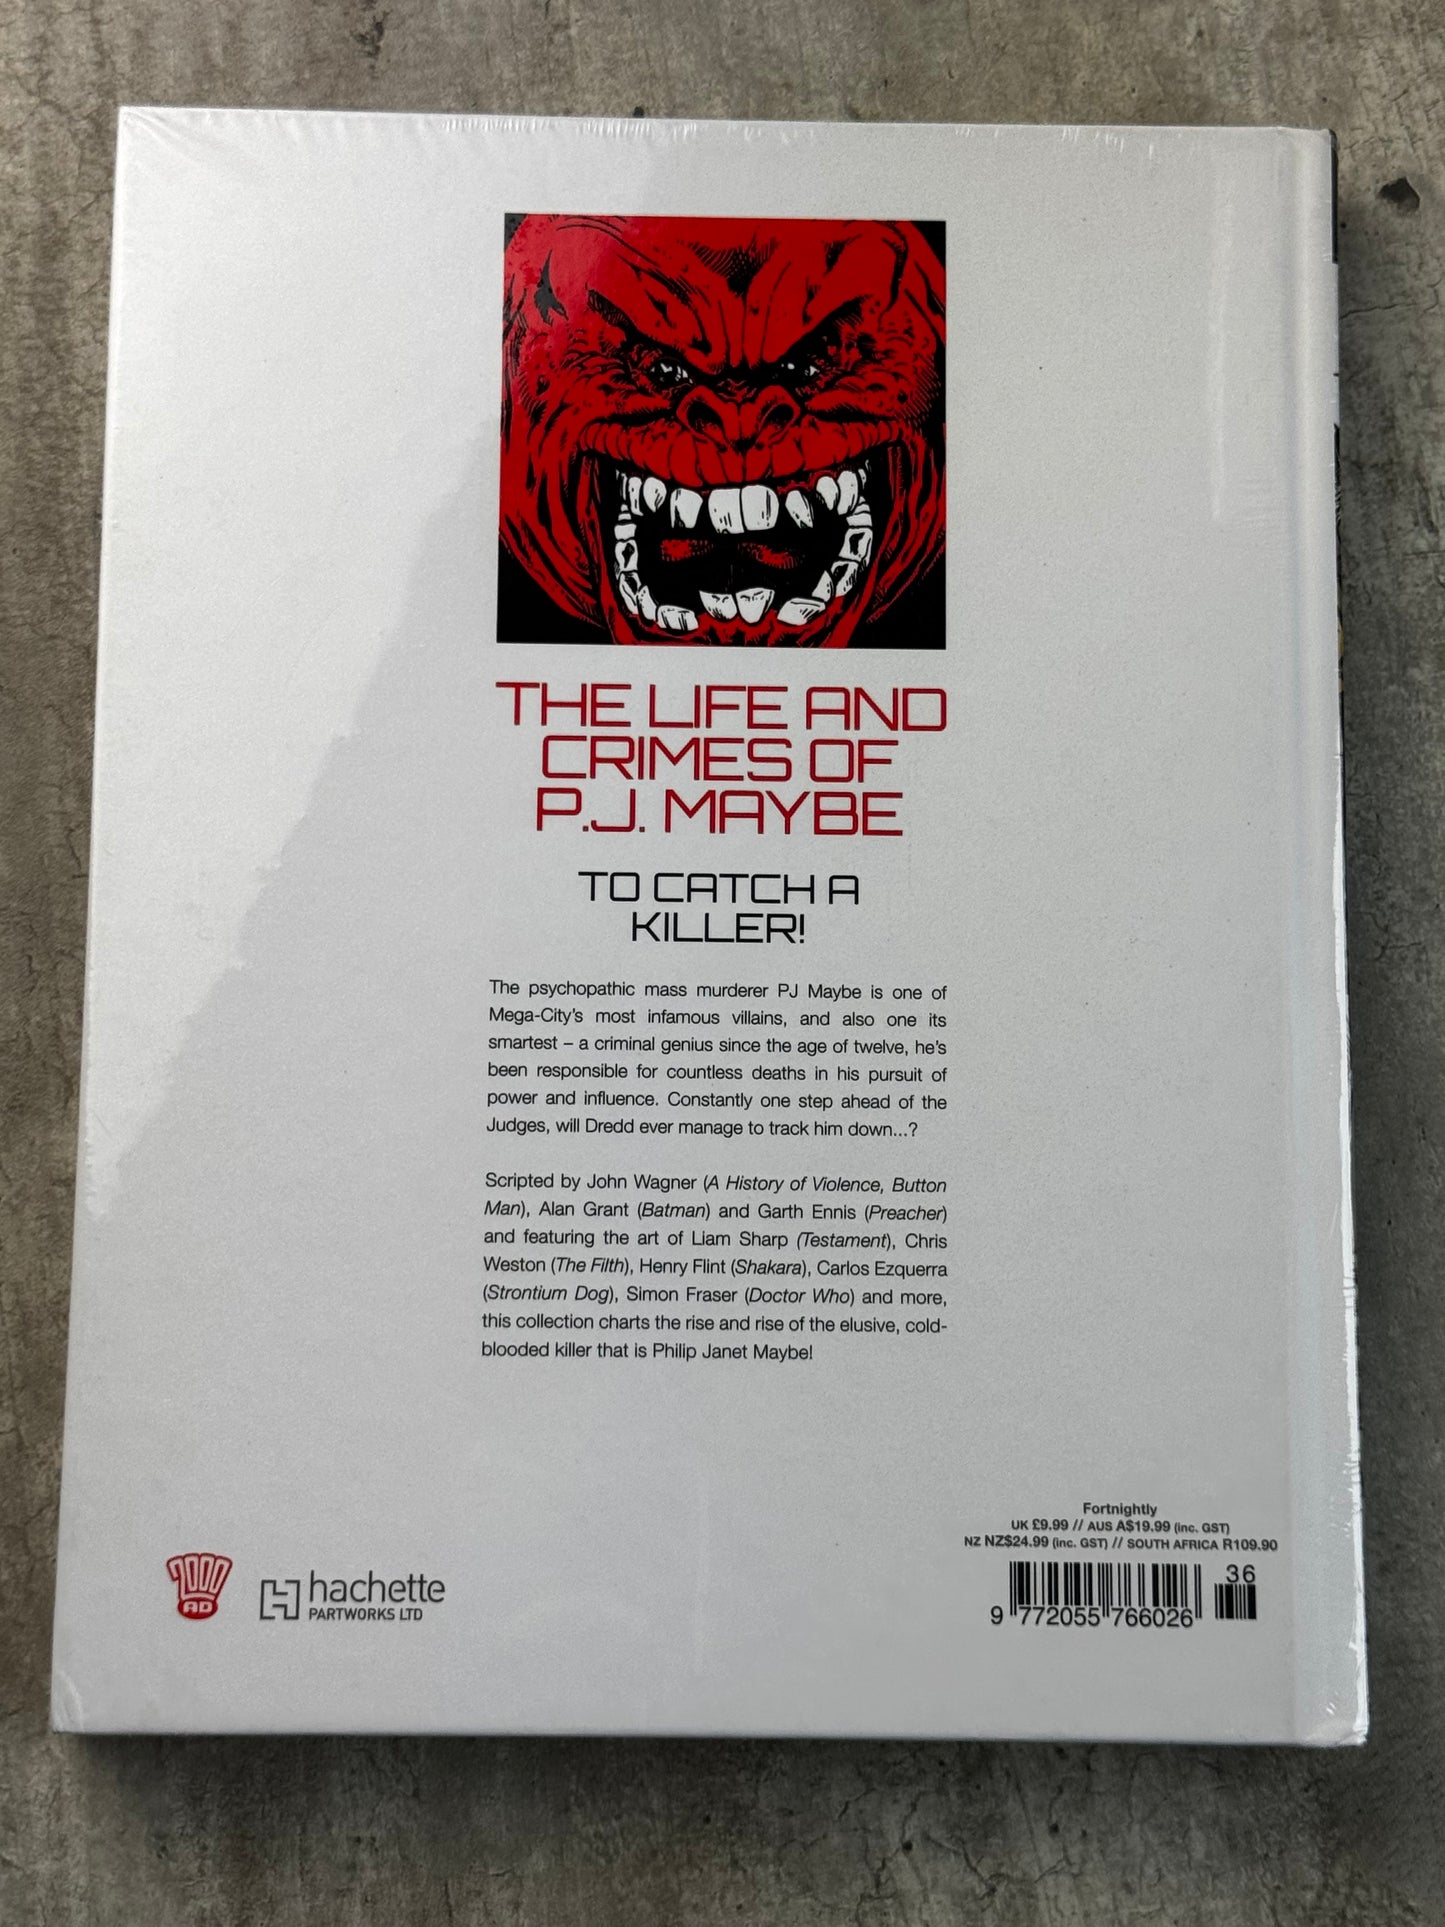 THE LIFE AND
CRIMES OF
P.J. MAYBE
TO CATCH A
KILLER!
The psychopathic mass murderer PJ Maybe is one of
Mega-City's most infamous villains, and also one its
smartest – a criminal genius since the age of twelve, he's
been responsible for countless deaths in his pursuit of
power and influence. Constantly one step ahead of the
Judges, will Dredd ever manage to track him down...?
Scripted by John Wagner (A History of Violence, Button
Man), Alan Grant (Batman) and Garth Ennis (Preacher)
and featuring the art of Liam Sharp (Testament), Chris
Weston (The Filth), Henry Flint (Shakara), Carlos Ezquerra
(Strontium Dog), Simon Fraser (Doctor Who) and more,
this collection charts the rise and rise of the elusive, cold-
blooded killer that is Philip Janet Maybe!
Fortnightly
UK £9.99 // AUS A$19.99 (inc. GST)
NZ NZ$24.99 (inc. GST) // SOUTH AFRICA R109.90
36
9 772055 766026
2000
AD
hachette
PARTWORKS LTD